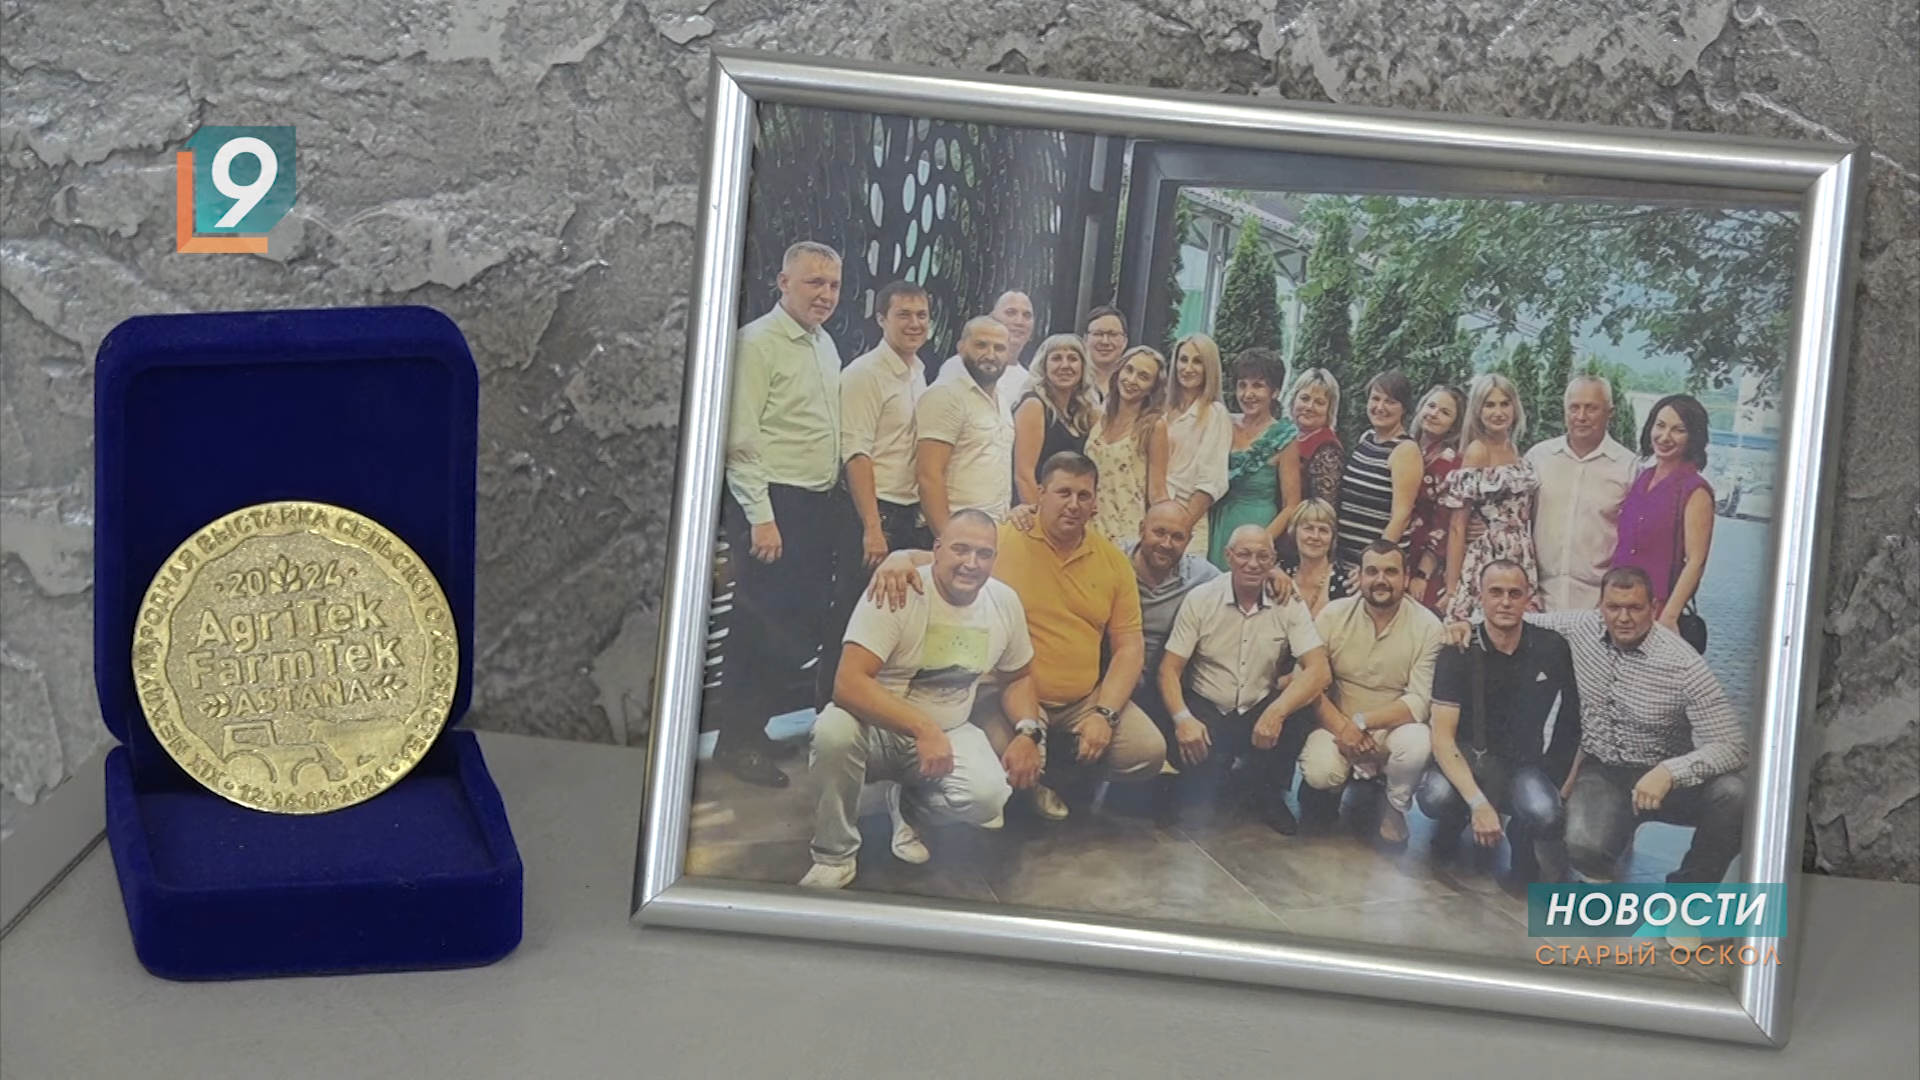 9
XIX МЕЖДУНАРОДНАЯ ВЫСТАВКА СЕЛЬСКОГО ХОЗЯЙСТВА
·2024·
AgriTek
FarmTek
ASTANA
·12-14·03·2024·
НОВОСТИ
СТАРЫЙ ОСКОЛ